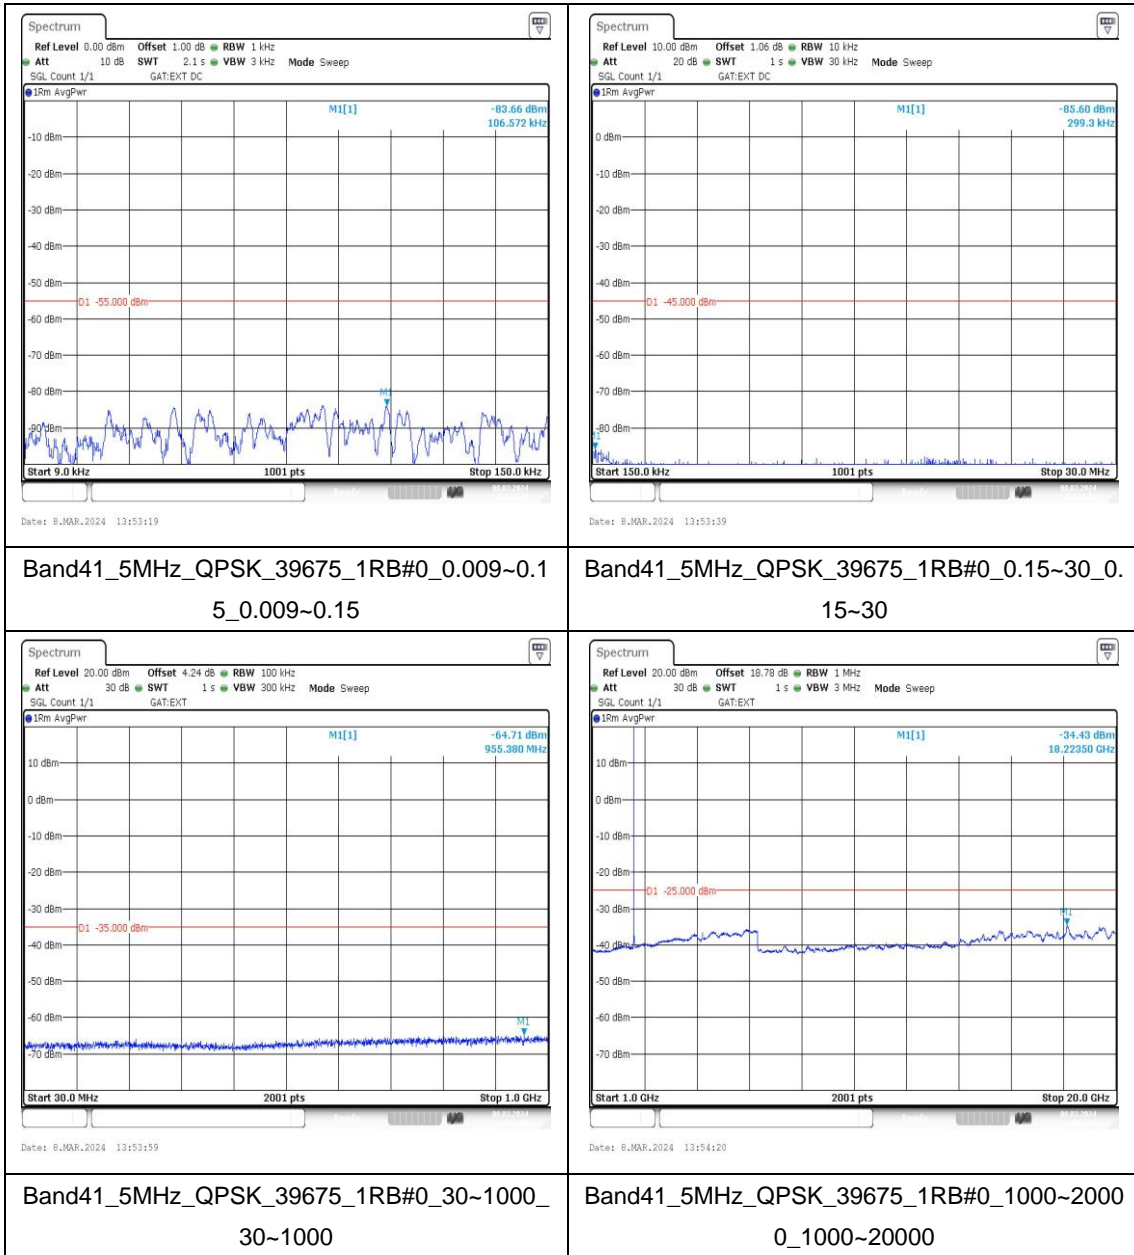 Spectrum
Ref Level 0.00 dBm Offset 1.00 dB RBW 1 kHz
Att 10 dB SWT 2.1 s VBW 3 kHz Mode Sweep
SGL Count 1/1 GAT:EXT DC
1Rm AvgPwr
M1[1] -83.66 dBm
106.572 kHz
-10 dBm
-20 dBm
-30 dBm
-40 dBm
-50 dBm
D1 -55.000 dBm
-60 dBm
-70 dBm
-80 dBm
M1
-90 dBm
Start 9.0 kHz 1001 pts Stop 150.0 kHz
Date: 8.MAR.2024 13:53:19
Spectrum
Ref Level 10.00 dBm Offset 1.06 dB RBW 10 kHz
Att 20 dB SWT 1 s VBW 30 kHz Mode Sweep
SGL Count 1/1 GAT:EXT DC
1Rm AvgPwr
M1[1] -85.60 dBm
299.3 kHz
0 dBm
-10 dBm
-20 dBm
-30 dBm
-40 dBm
D1 -45.000 dBm
-50 dBm
-60 dBm
-70 dBm
-80 dBm
M1
Start 150.0 kHz 1001 pts Stop 30.0 MHz
Date: 8.MAR.2024 13:53:39
Band41_5MHz_QPSK_39675_1RB#0_0.009~0.1
5_0.009~0.15
Band41_5MHz_QPSK_39675_1RB#0_0.15~30_0.
15~30
Spectrum
Ref Level 20.00 dBm Offset 4.24 dB RBW 100 kHz
Att 30 dB SWT 1 s VBW 300 kHz Mode Sweep
SGL Count 1/1 GAT:EXT
1Rm AvgPwr
M1[1] -64.71 dBm
955.380 MHz
10 dBm
0 dBm
-10 dBm
-20 dBm
-30 dBm
D1 -35.000 dBm
-40 dBm
-50 dBm
-60 dBm
M1
-70 dBm
Start 30.0 MHz 2001 pts Stop 1.0 GHz
Date: 8.MAR.2024 13:53:59
Spectrum
Ref Level 20.00 dBm Offset 18.78 dB RBW 1 MHz
Att 30 dB SWT 1 s VBW 3 MHz Mode Sweep
SGL Count 1/1 GAT:EXT
1Rm AvgPwr
M1[1] -34.43 dBm
18.22350 GHz
10 dBm
0 dBm
-10 dBm
-20 dBm
D1 -25.000 dBm
-30 dBm
M1
-40 dBm
-50 dBm
-60 dBm
-70 dBm
Start 1.0 GHz 2001 pts Stop 20.0 GHz
Date: 8.MAR.2024 13:54:20
Band41_5MHz_QPSK_39675_1RB#0_30~1000_
30~1000
Band41_5MHz_QPSK_39675_1RB#0_1000~2000
0_1000~20000